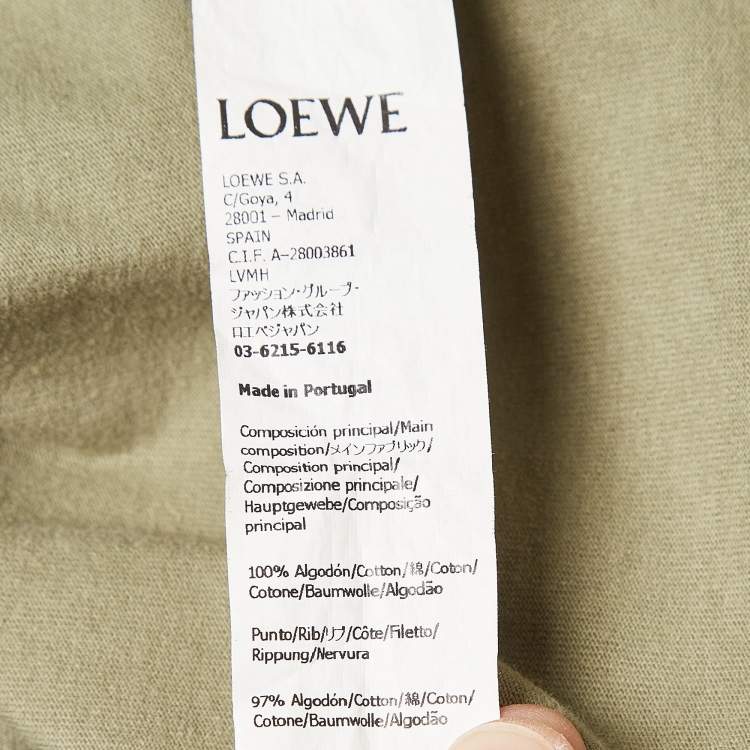 LOEWE
LOEWE S.A.
C/Goya, 4
28001 – Madrid
SPAIN
C.I.F. A-28003861
LVMH
ファッション・グループ・
ジャパン株式会社
ロエベジャパン
03-6215-6116
Made in Portugal
Composición principal/Main
composition/メインファブリック/
Composition principal/
Composizione principale/
Hauptgewebe/Composição
principal
100% Algodón/Cotton/綿/Coton/
Cotone/Baumwolle/Algodão
Punto/Rib/リブ/Côte/Filetto/
Rippung/Nervura
97% Algodón/Cotton/綿/Coton/
Cotone/Baumwolle/Algodão